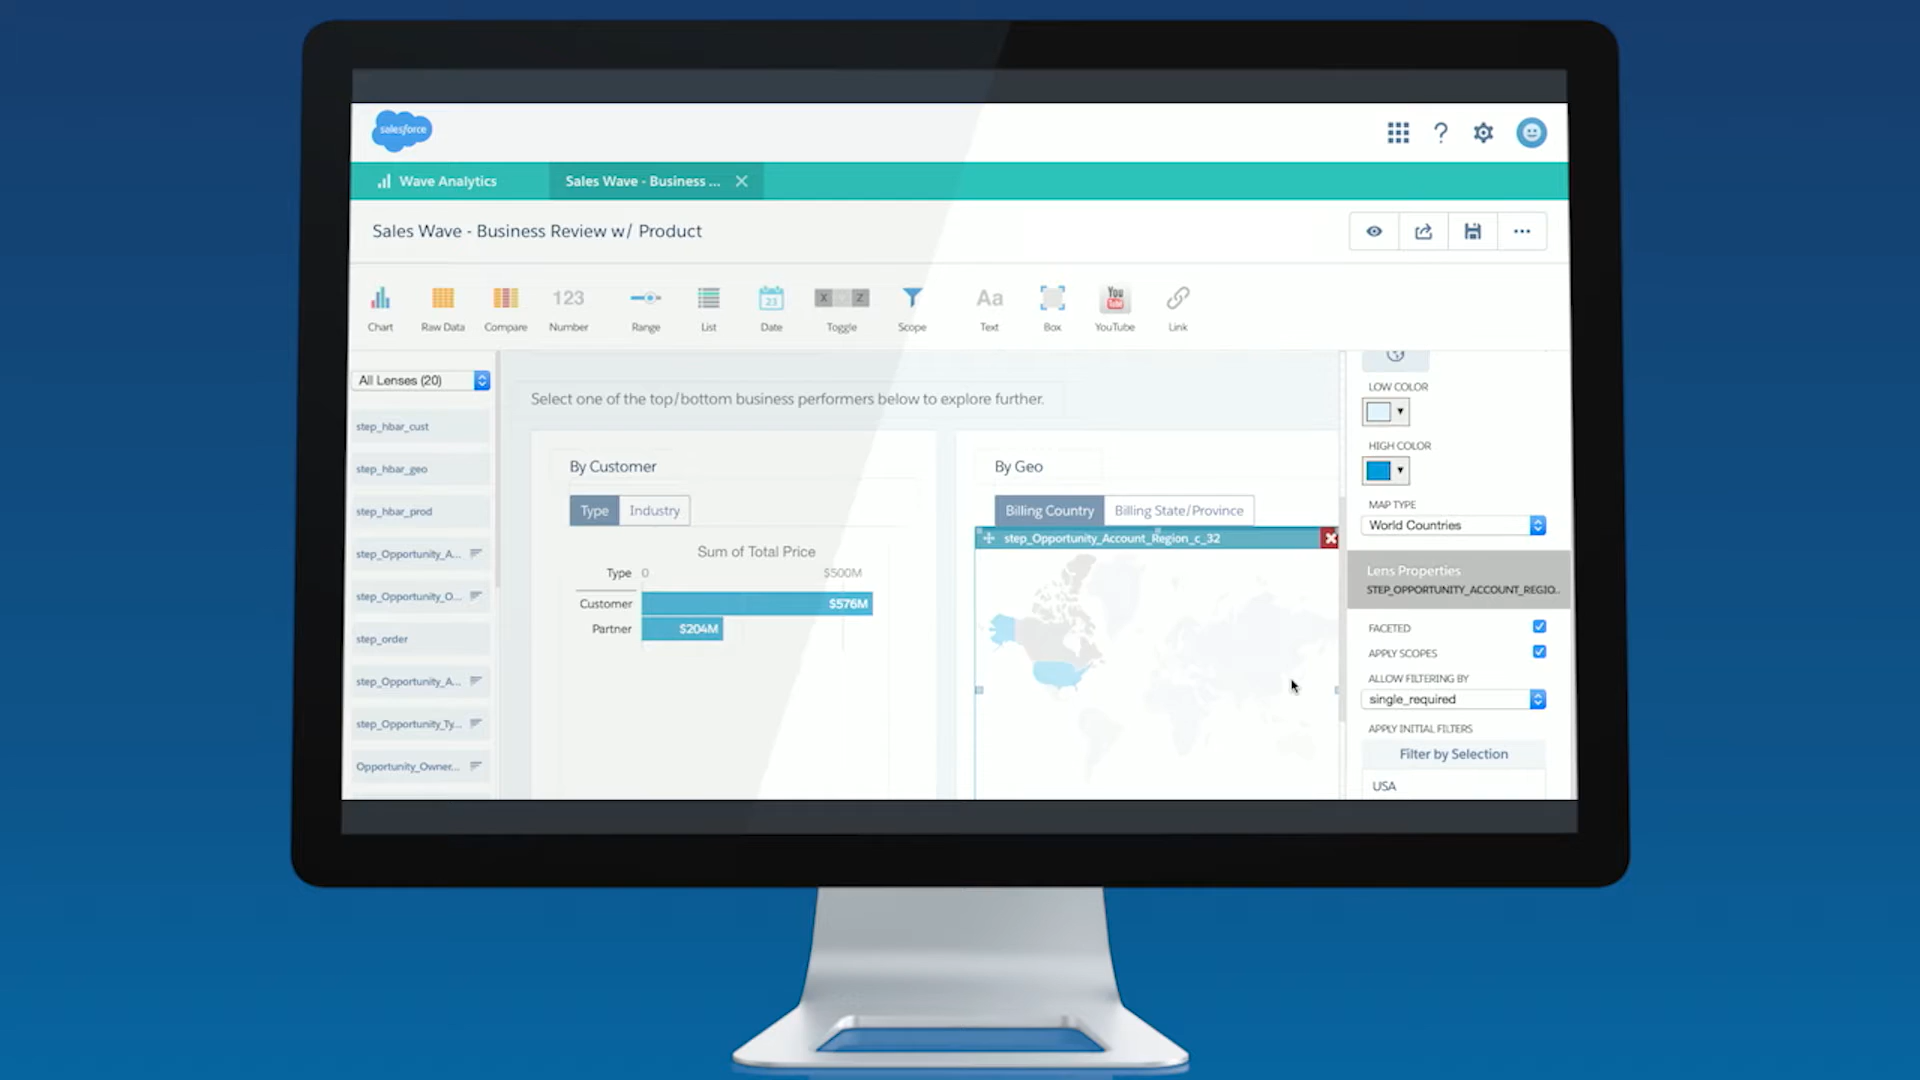 salesforce
Wave Analytics
Sales Wave - Business ...
Sales Wave - Business Review w/ Product
Chart
Raw Data
Compare
123
Number
Range
List
23
Date
X Y Z
Toggle
Scope
Aa
Text
Box
You Tube
YouTube
Link
All Lenses (20)
step_hbar_cust
step_hbar_geo
step_hbar_prod
step_Opportunity_A...
step_Opportunity_O...
step_order
step_Opportunity_A...
step_Opportunity_Ty...
Opportunity_Owner...
Select one of the top/bottom business performers below to explore further.
By Customer
Type
Industry
Sum of Total Price
Type
0
$500M
Customer
$576M
Partner
$204M
By Geo
Billing Country
Billing State/Province
step_Opportunity_Account_Region_c_32
LOW COLOR
HIGH COLOR
MAP TYPE
World Countries
Lens Properties
STEP_OPPORTUNITY_ACCOUNT_REGIO..
FACETED
APPLY SCOPES
ALLOW FILTERING BY
single_required
APPLY INITIAL FILTERS
Filter by Selection
USA